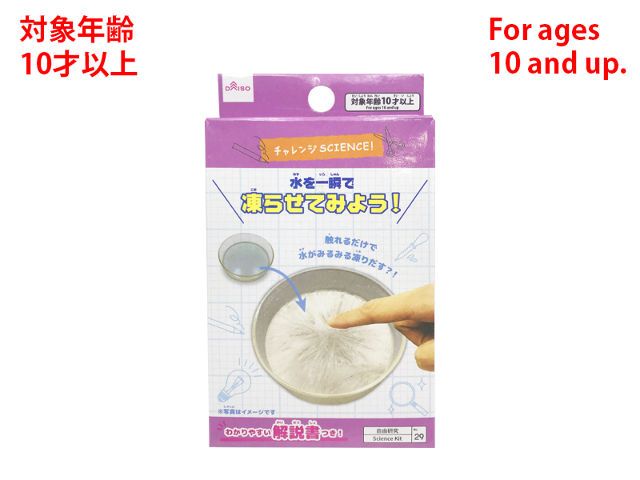 対象年齢
10才以上
For ages
10 and up.
DAISO
対象年齢10才以上
For ages 10 and up
チャレンジSCIENCE!
水を一瞬で
凍らせてみよう!
触れるだけで
水がみるみる凍りだす?!
※写真はイメージです
わかりやすい解説書つき!
自由研究
Science Kit
No.
29